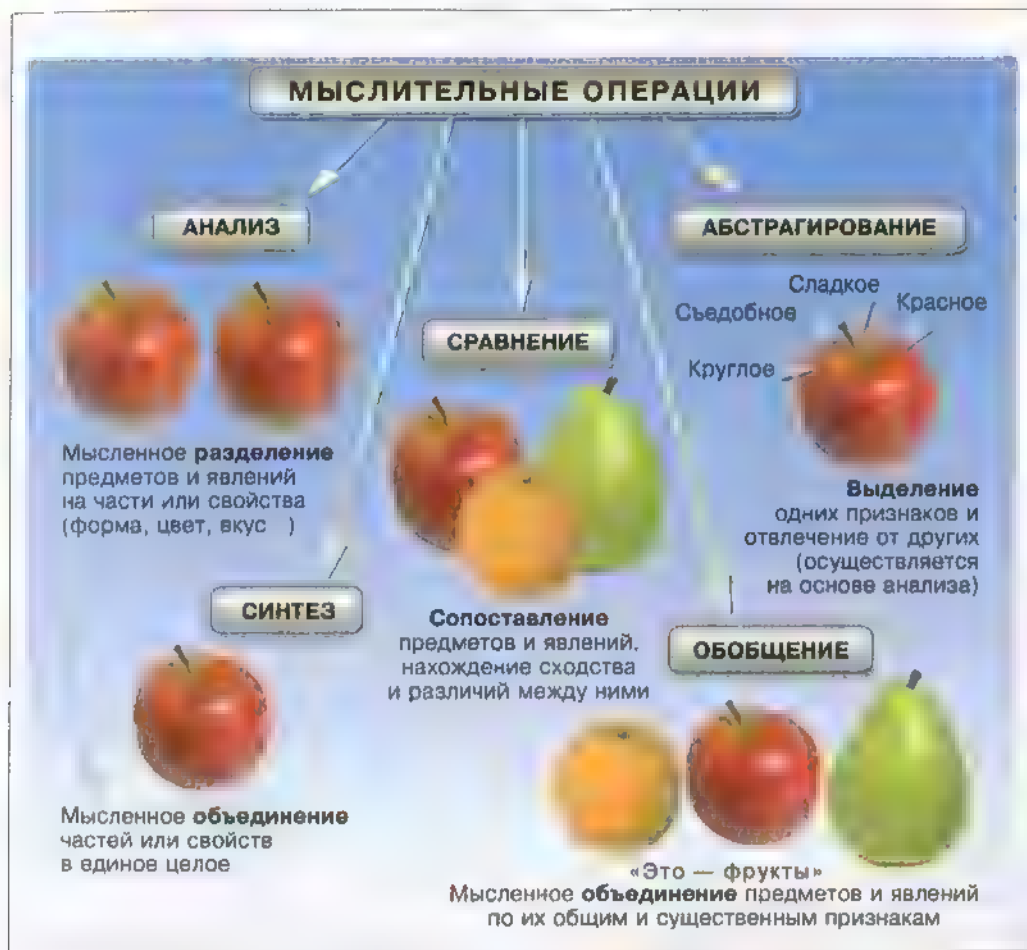 МЫСЛИТЕЛЬНЫЕ ОПЕРАЦИИ
АНАЛИЗ
Мысленное разделение
предметов и явлений
на части или свойства
(форма, цвет, вкус )
СИНТЕЗ
Мысленное объединение
частей или свойств
в единое целое
СРАВНЕНИЕ
Сопоставление
предметов и явлений,
нахождение сходства
и различий между ними
АБСТРАГИРОВАНИЕ
Сладкое
Съедобное
Красное
Круглое
Выделение
одних признаков и
отвлечение от других
(осуществляется
на основе анализа)
ОБОБЩЕНИЕ
«Это — фрукты»
Мысленное объединение предметов и явлений
по их общим и существенным признакам